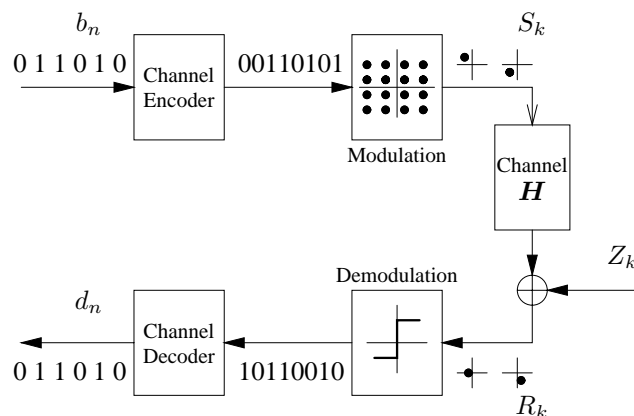 b_n
S_k
0 1 1 0 1 0
Channel
Encoder
00110101
Modulation
Channel
H
Z_k
Demodulation
d_n
Channel
Decoder
0 1 1 0 1 0
10110010
R_k